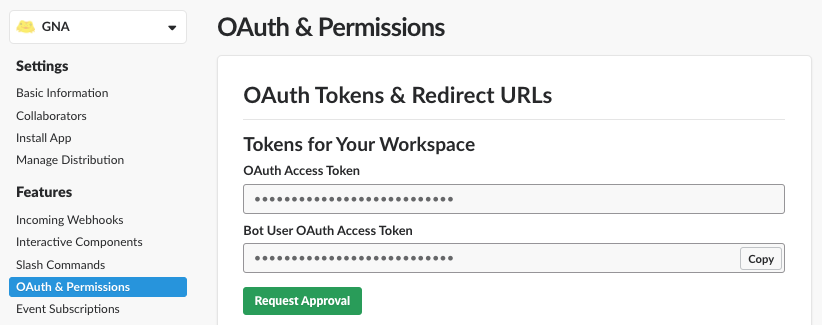 GNA
Settings
Basic Information
Collaborators
Install App
Manage Distribution
Features
Incoming Webhooks
Interactive Components
Slash Commands
OAuth & Permissions
Event Subscriptions
OAuth & Permissions
OAuth Tokens & Redirect URLs
Tokens for Your Workspace
OAuth Access Token
•••••••••••••••••••••••••••
Bot User OAuth Access Token
•••••••••••••••••••••••••••
Copy
Request Approval